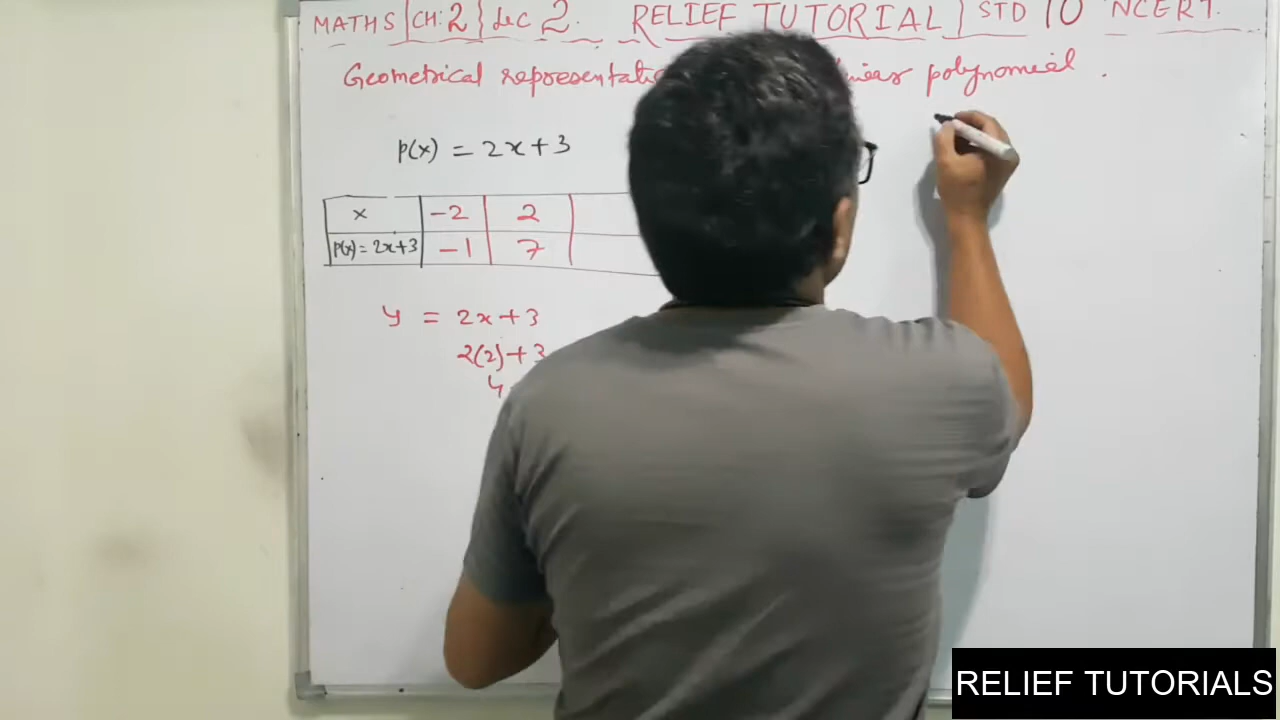 MATHS | CH: 2 | Lec 2. RELIEF TUTORIAL | STD 10 NCERT.
Geometrical polynomial.
p(x) = 2x+3
x -2 2
p(x) = 2x+3 -1 7
y = 2x+3
2(2)+3
4
RELIEF TUTORIALS